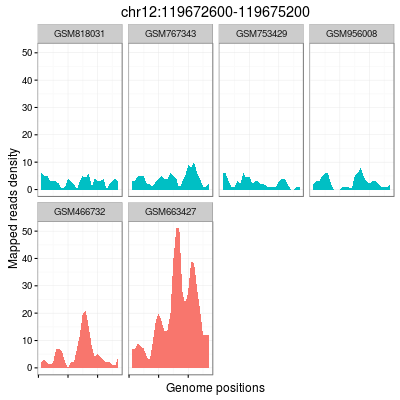 chr12:119672600-119675200
GSM818031 GSM767343 GSM753429 GSM956008
50
40
30
20
10
0
Mapped reads density
GSM466732 GSM663427
50
40
30
20
10
0
Genome positions